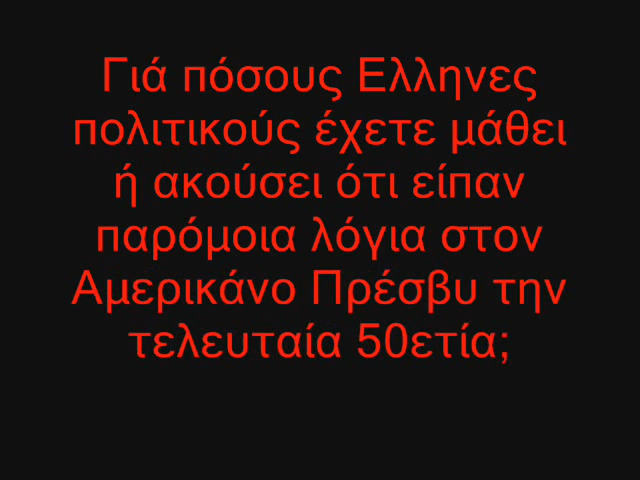 Γιά πόσους Ελληνες
πολιτικούς έχετε μάθει
ή ακούσει ότι είπαν
παρόμοια λόγια στον
Αμερικάνο Πρέσβυ την
τελευταία 50ετία;